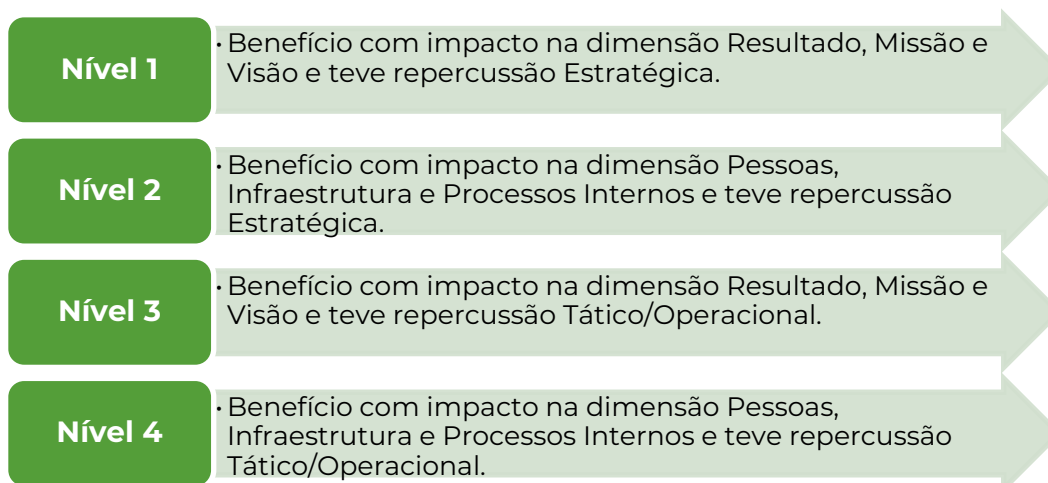 Nível 1
· Benefício com impacto na dimensão Resultado, Missão e
Visão e teve repercussão Estratégica.
Nível 2
· Benefício com impacto na dimensão Pessoas,
Infraestrutura e Processos Internos e teve repercussão
Estratégica.
Nível 3
· Benefício com impacto na dimensão Resultado, Missão e
Visão e teve repercussão Tático/Operacional.
Nível 4
· Benefício com impacto na dimensão Pessoas,
Infraestrutura e Processos Internos e teve repercussão
Tático/Operacional.